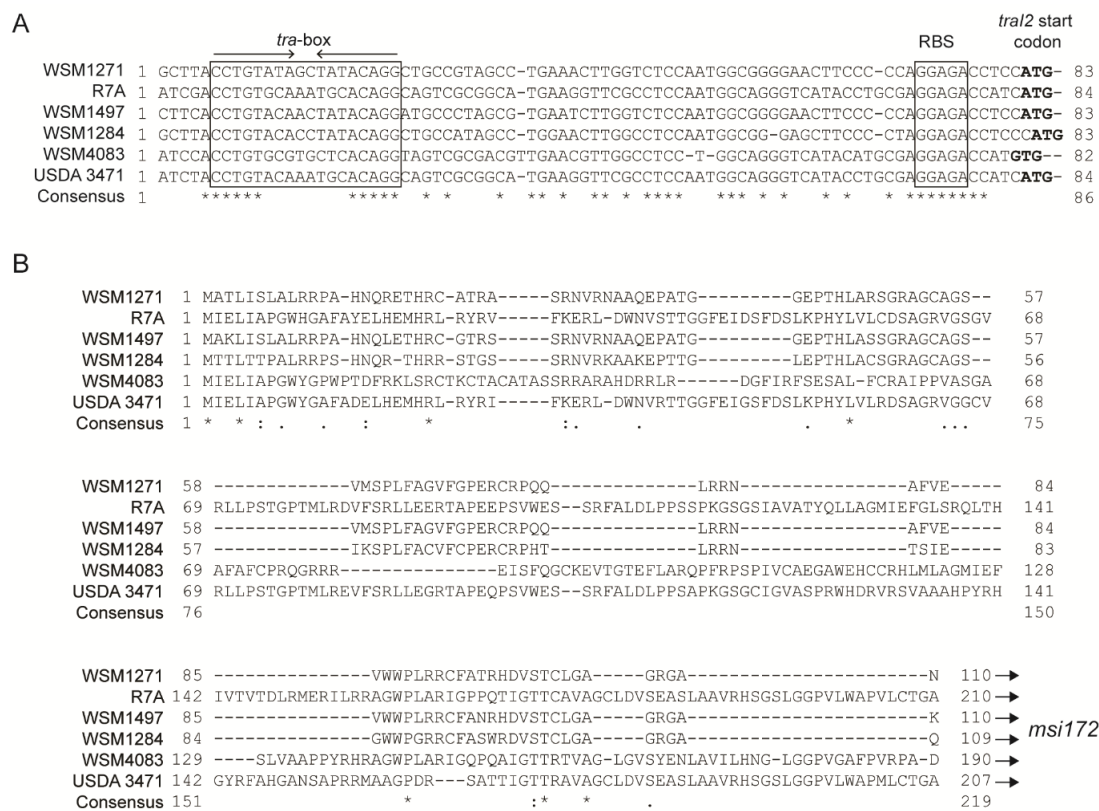 A
tra-box
RBS
traI2 start
codon
WSM1271 1 GCTTACCTGTATAGCTATACAGGCTGCCGTAGCC-TGAAACTTGGTCTCCAATGGCGGGGAACTTCCC-CCAGGAGACCTCCATG- 83
R7A 1 ATCGACCTGTGCAAATGCACAGGCAGTCGCGGCA-TGAAGGTTCGCCTCCAATGGCAGGGTCATACCTGCGAGGAGACCATCATG- 84
WSM1497 1 CTTCACCTGTACAACTATACAGGATGCCCTAGCC-TGAATCTTGGTCTCCAATGGCGGGGAACTTCCC-CCAGGAGACCTCCATG- 83
WSM1284 1 GCTTACCTGTACAGCTATACAGGCTGCCATAGCC-TGGAACTTGGTCTCCAATGGCGG-GAGCTTCCC-CTAGGAGACCTCCCATG 83
WSM4083 1 ATCCACCTGTGCGTGCTCACAGGTAGTCGCGACGTTGAACGTTGGCCTCC-T-GGCAGGGTCATACATGCGAGGAGACCATGTG-- 82
USDA 3471 1 ATCTACCTGTACAAATGCACAGGCAGTCGCGGCA-TGAAGGTTCGCCTCCAATGGCAGGGTCATACCTGCGAGGAGACCATCATG- 84
Consensus 1 ****** ***** * * ** ** *** * ** * * * ******** 86
B
WSM1271 1 MATLISLALRRPA-HNQRETHRC-ATRA-----SRNVRNAAQEPATG---------GEPTHLARSGRAGCAGS-- 57
R7A 1 MIELIAPGWHGAFAYELHEMHRL-RYRV-----FKERL-DWNVSTTGGFEIDSFDSLKPHYLVLCDSAGRVGSGV 68
WSM1497 1 MAKLISLALRRPA-HNQLETHRC-GTRS-----SRNVRNAAQEPATG---------GEPTHLASSGRAGCAGS-- 57
WSM1284 1 MTTLTTPALRRPS-HNQR-THRR-STGS-----SRNVRKAAKEPTTG---------LEPTHLACSGRAGCAGS-- 56
WSM4083 1 MIELIAPGWYGPWPTDFRKLSRCTKCTACATASSRRARAHDRRLR------DGFIRFSESAL-FCRAIPPVASGA 68
USDA 3471 1 MIELIAPGWYGAFADELHEMHRL-RYRI-----FKERL-DWNVRTTGGFEIGSFDSLKPHYLVLRDSAGRVGGCV 68
Consensus 1 * * : . . : * :. . . * ... 75
WSM1271 58 --------------VMSPLFAGVFGPERCRPQQ-------------LRRN-------------AFVE------- 84
R7A 69 RLLPSTGPTMLRDVFSRLLEERTAPEEPSVWES--SRFALDLPPSSPKGSGSIAVATYQLLAGMIEFGLSRQLTH 141
WSM1497 58 --------------VMSPLFAGVFGPERCRPQQ-------------LRRN-------------AFVE------- 84
WSM1284 57 --------------IKSPLFACVFCPERCRPHT-------------LRRN-------------TSIE------- 83
WSM4083 69 AFAFCPRQGRRR---------------EISFQGCKEVTGTEFLARQPFRPSPIVCAEGAWEHCCRHLMLAGMIEF 128
USDA 3471 69 RLLPSTGPTMLREVFSRLLEGRTAPEQPSVWES--SRFALDLPPSAPKGSGCIGVASPRWHDRVRSVAAAHPYRH 141
Consensus 76 150
WSM1271 85 ---------------VWWPLRRCFATRHDVSTCLGA-----GRGA-----------------------N 110
R7A 142 IVTVTDLRMERILRRAGWPLARIGPPQTIGTTCAVAGCLDVSEASLAAVRHSGSLGGPVLWAPVLCTGA 210
WSM1497 85 ---------------VWWPLRRCFANRHDVSTCLGA-----GRGA-----------------------K 110
WSM1284 84 ---------------GWWPGRRCFASWRDVSTCLGA-----GRGA-----------------------Q 109
WSM4083 129 ----SLVAAPPYRHRAGWPLARIGQPQAIGTTRTVAG-LGVSYENLAVILHNG-LGGPVGAFPVRPA-D 190
USDA 3471 142 GYRFAHGANSAPRRMAAGPDR---SATTIGTTRAVAGCLDVSEASLAAVRHSGSLGGPVLWAPMLCTGA 207
Consensus 151 * :* * . 219
msi172